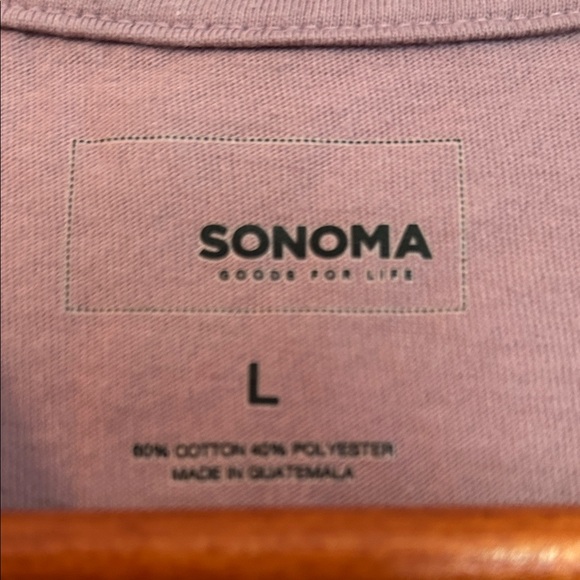 SONOMA
GOODS FOR LIFE
L
60% COTTON 40% POLYESTER
MADE IN GUATEMALA